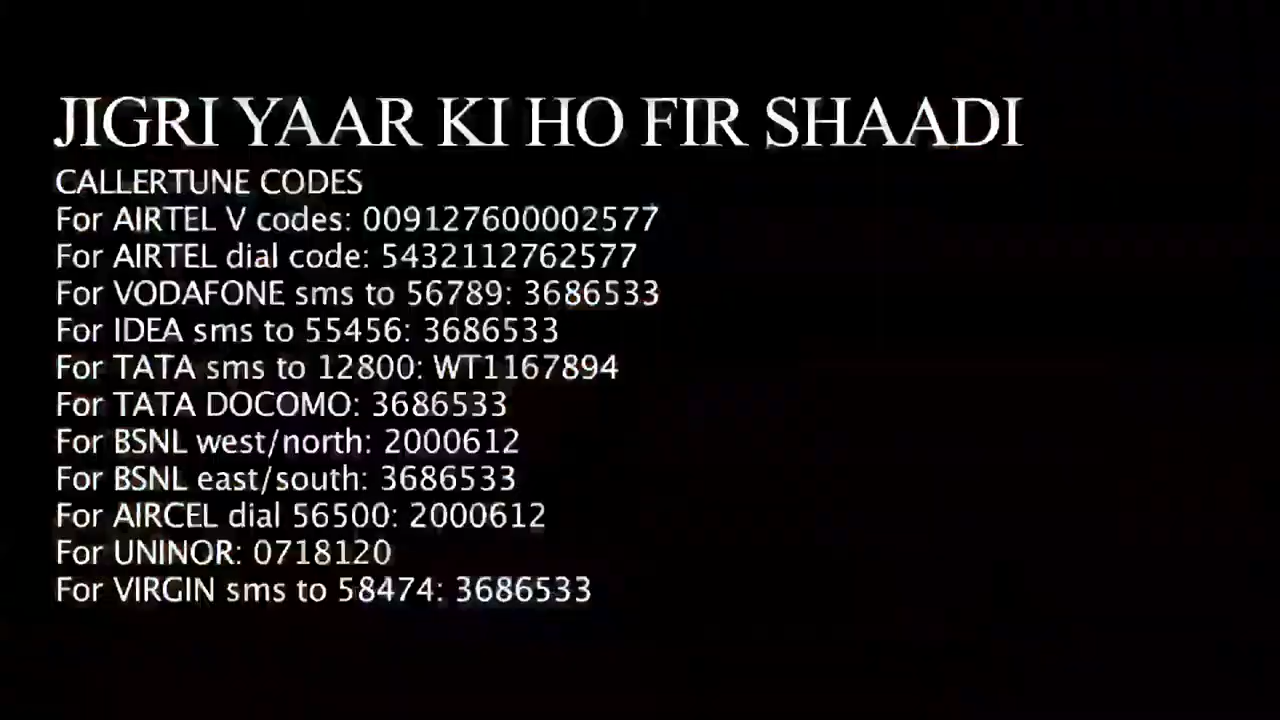 JIGRI YAAR KI HO FIR SHAADI
CALLERTUNE CODES
For AIRTEL V codes: 009127600002577
For AIRTEL dial code: 5432112762577
For VODAFONE sms to 56789: 3686533
For IDEA sms to 55456: 3686533
For TATA sms to 12800: WT1167894
For TATA DOCOMO: 3686533
For BSNL west/north: 2000612
For BSNL east/south: 3686533
For AIRCEL dial 56500: 2000612
For UNINOR: 0718120
For VIRGIN sms to 58474: 3686533